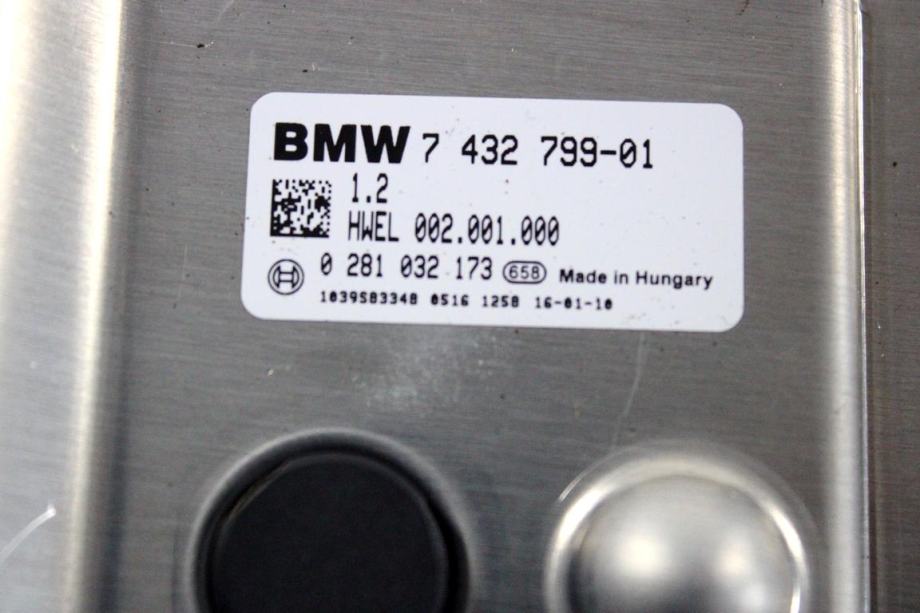 BMW 7 432 799-01
1.2
HWEL 002.001.000
0 281 032 173 658 Made in Hungary
1039S83348 0516 1258 16-01-10